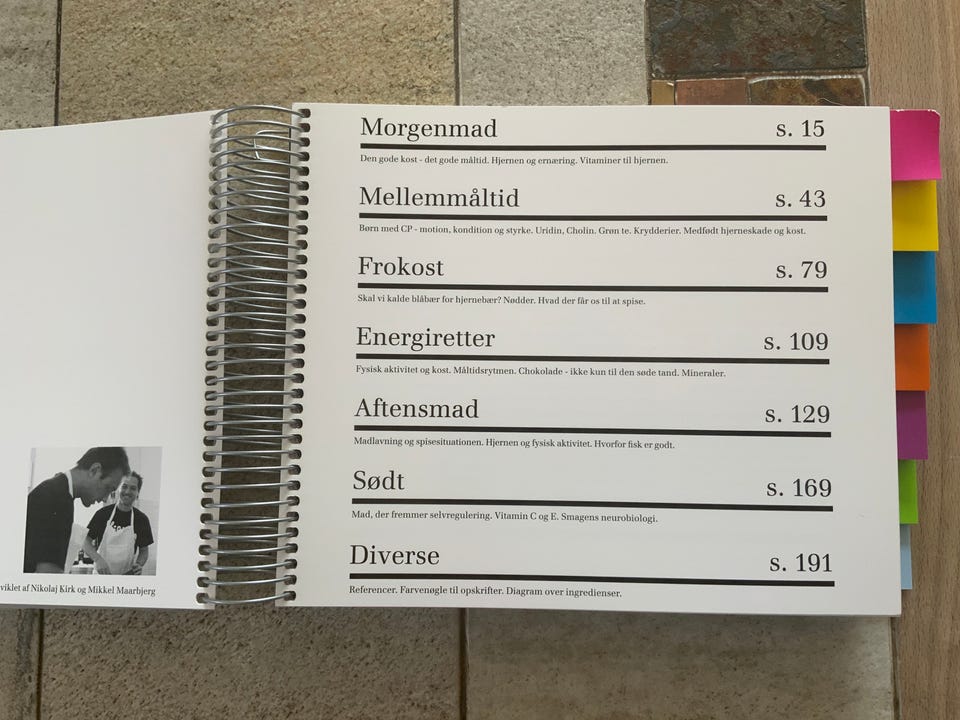 Morgenmad s. 15
Den gode kost - det gode måltid. Hjernen og ernæring. Vitaminer til hjernen.
Mellemmåltid s. 43
Børn med CP - motion, kondition og styrke. Uridin, Cholin. Grøn te. Krydderier. Medfødt hjerneskade og kost.
Frokost s. 79
Skal vi kalde blåbær for hjernebær? Nødder. Hvad der får os til at spise.
Energiretter s. 109
Fysisk aktivitet og kost. Måltidsrytmen. Chokolade - ikke kun til den søde tand. Mineraler.
Aftensmad s. 129
Madlavning og spisesituationen. Hjernen og fysisk aktivitet. Hvorfor fisk er godt.
Sødt s. 169
Mad, der fremmer selvregulering. Vitamin C og E. Smagens neurobiologi.
Diverse s. 191
Referencer. Farvenøgle til opskrifter. Diagram over ingredienser.
viklet af Nikolaj Kirk og Mikkel Maarbjerg